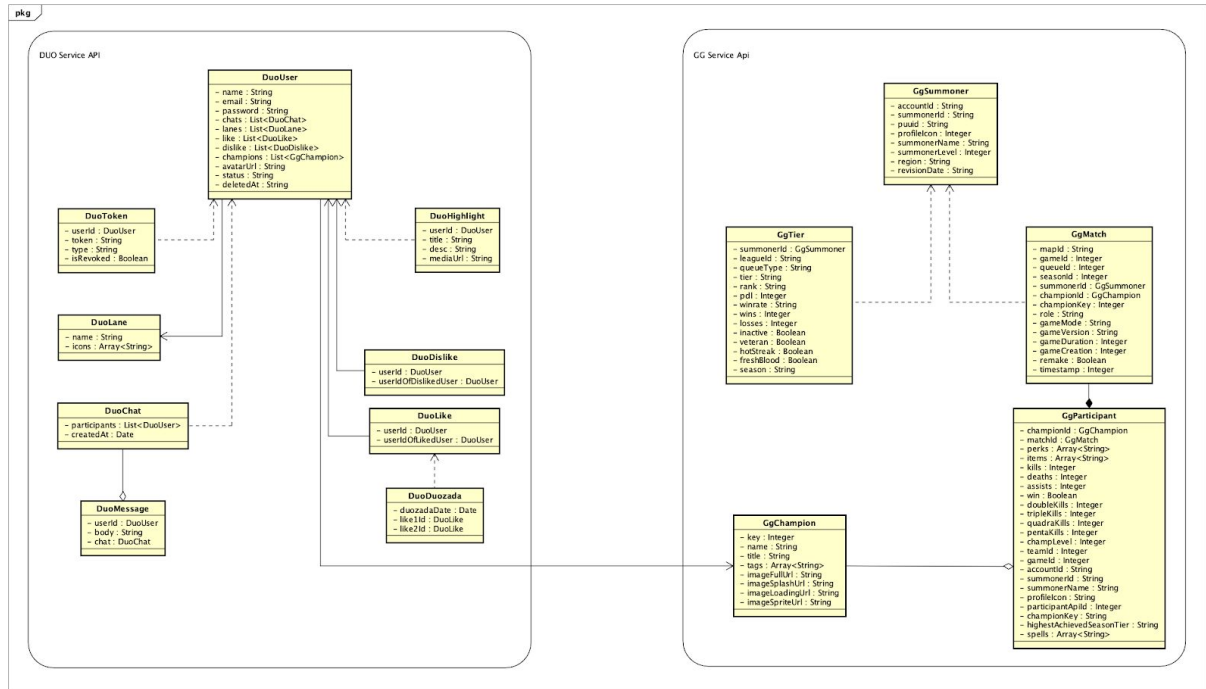 pkg
DUO Service API
DuoUser
- name : String
- email : String
- password : String
- chats : List<DuoChat>
- lanes : List<DuoLane>
- like : List<DuoLike>
- dislike : List<DuoDislike>
- champions : List<GgChampion>
- avatarUrl : String
- status : String
- deletedAt : String
DuoToken
- userId : DuoUser
- token : String
- type : String
- isRevoked : Boolean
DuoHighlight
- userId : DuoUser
- title : String
- desc : String
- mediaUrl : String
DuoLane
- name : String
- icons : Array<String>
DuoDislike
- userId : DuoUser
- userIdOfDislikedUser : DuoUser
DuoChat
- participants : List<DuoUser>
- createdAt : Date
DuoLike
- userId : DuoUser
- userIdOfLikedUser : DuoUser
DuoMessage
- userId : DuoUser
- body : String
- chat : DuoChat
DuoDuozada
- duozadaDate : Date
- like1Id : DuoLike
- like2Id : DuoLike
GG Service Api
GgSummoner
- accountId : String
- summonerId : String
- puuid : String
- profileIcon : Integer
- summonerName : String
- summonerLevel : Integer
- region : String
- revisionDate : String
GgTier
- summonerId : GgSummoner
- leagueId : String
- queueType : String
- tier : String
- rank : String
- pdl : Integer
- winrate : String
- wins : Integer
- losses : Integer
- inactive : Boolean
- veteran : Boolean
- hotStreak : Boolean
- freshBlood : Boolean
- season : String
GgMatch
- mapId : String
- gameId : Integer
- queueId : Integer
- seasonId : Integer
- summonerId : GgSummoner
- championId : GgChampion
- championKey : Integer
- role : String
- gameMode : String
- gameVersion : String
- gameDuration : Integer
- gameCreation : Integer
- remake : Boolean
- timestamp : Integer
GgParticipant
- championId : GgChampion
- matchId : GgMatch
- perks : Array<String>
- items : Array<String>
- kills : Integer
- deaths : Integer
- assists : Integer
- win : Boolean
- doubleKills : Integer
- tripleKills : Integer
- quadraKills : Integer
- pentaKills : Integer
- champLevel : Integer
- teamId : Integer
- gameId : Integer
- accountId : String
- summonerId : String
- summonerName : String
- profileIcon : String
- participantApiId : Integer
- championKey : String
- highestAchievedSeasonTier : String
- spells : Array<String>
GgChampion
- key : Integer
- name : String
- title : String
- tags : Array<String>
- imageFullUrl : String
- imageSplashUrl : String
- imageLoadingUrl : String
- imageSpriteUrl : String